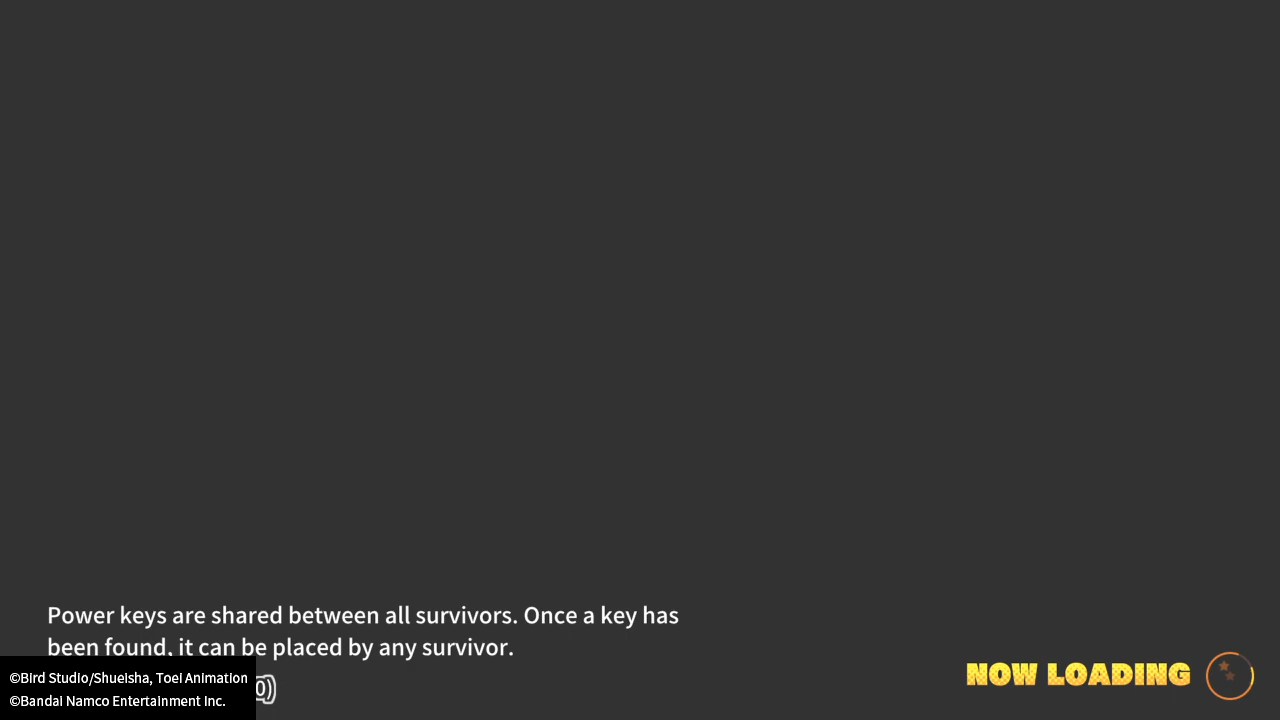 Power keys are shared between all survivors. Once a key has
been found, it can be placed by any survivor.
©Bird Studio/Shueisha, Toei Animation
©Bandai Namco Entertainment Inc.
NOW LOADING